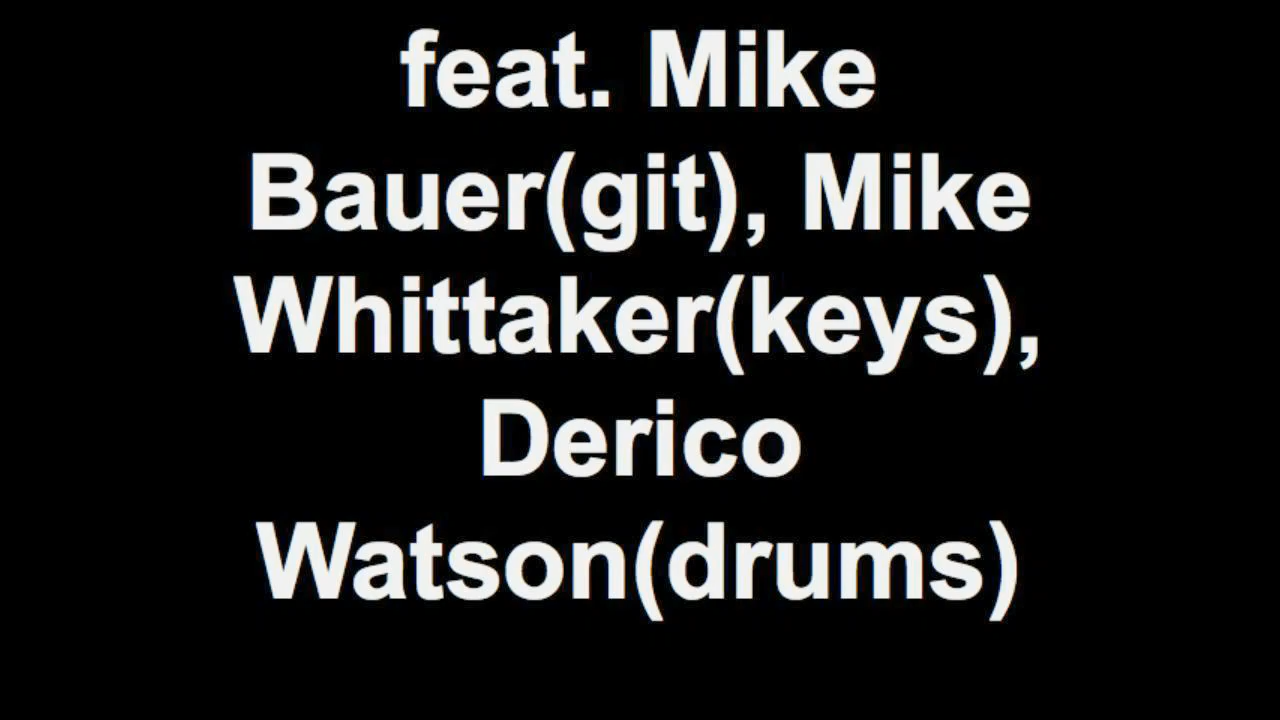 feat. Mike
Bauer(git), Mike
Whittaker(keys),
Derico
Watson(drums)